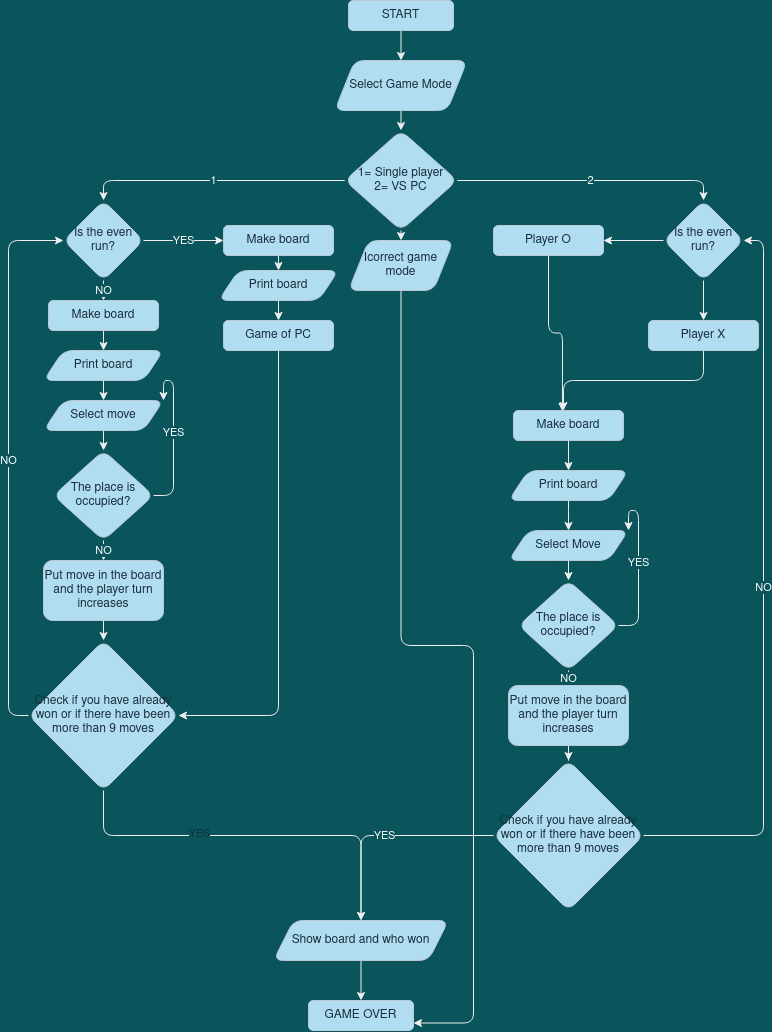 START
Select Game Mode
1= Single player
2= VS PC
1
2
Is the even
run?
YES
Make board
Icorrect game
mode
Player O
Is the even
run?
Print board
NO
Make board
Game of PC
Player X
Print board
Select move
YES
NO
The place is
occupied?
NO
Put move in the board
and the player turn
increases
Check if you have already
won or if there have been
more than 9 moves
YES
Make board
Print board
Select Move
YES
NO
The place is
occupied?
NO
Put move in the board
and the player turn
increases
Check if you have already
won or if there have been
more than 9 moves
YES
Show board and who won
GAME OVER